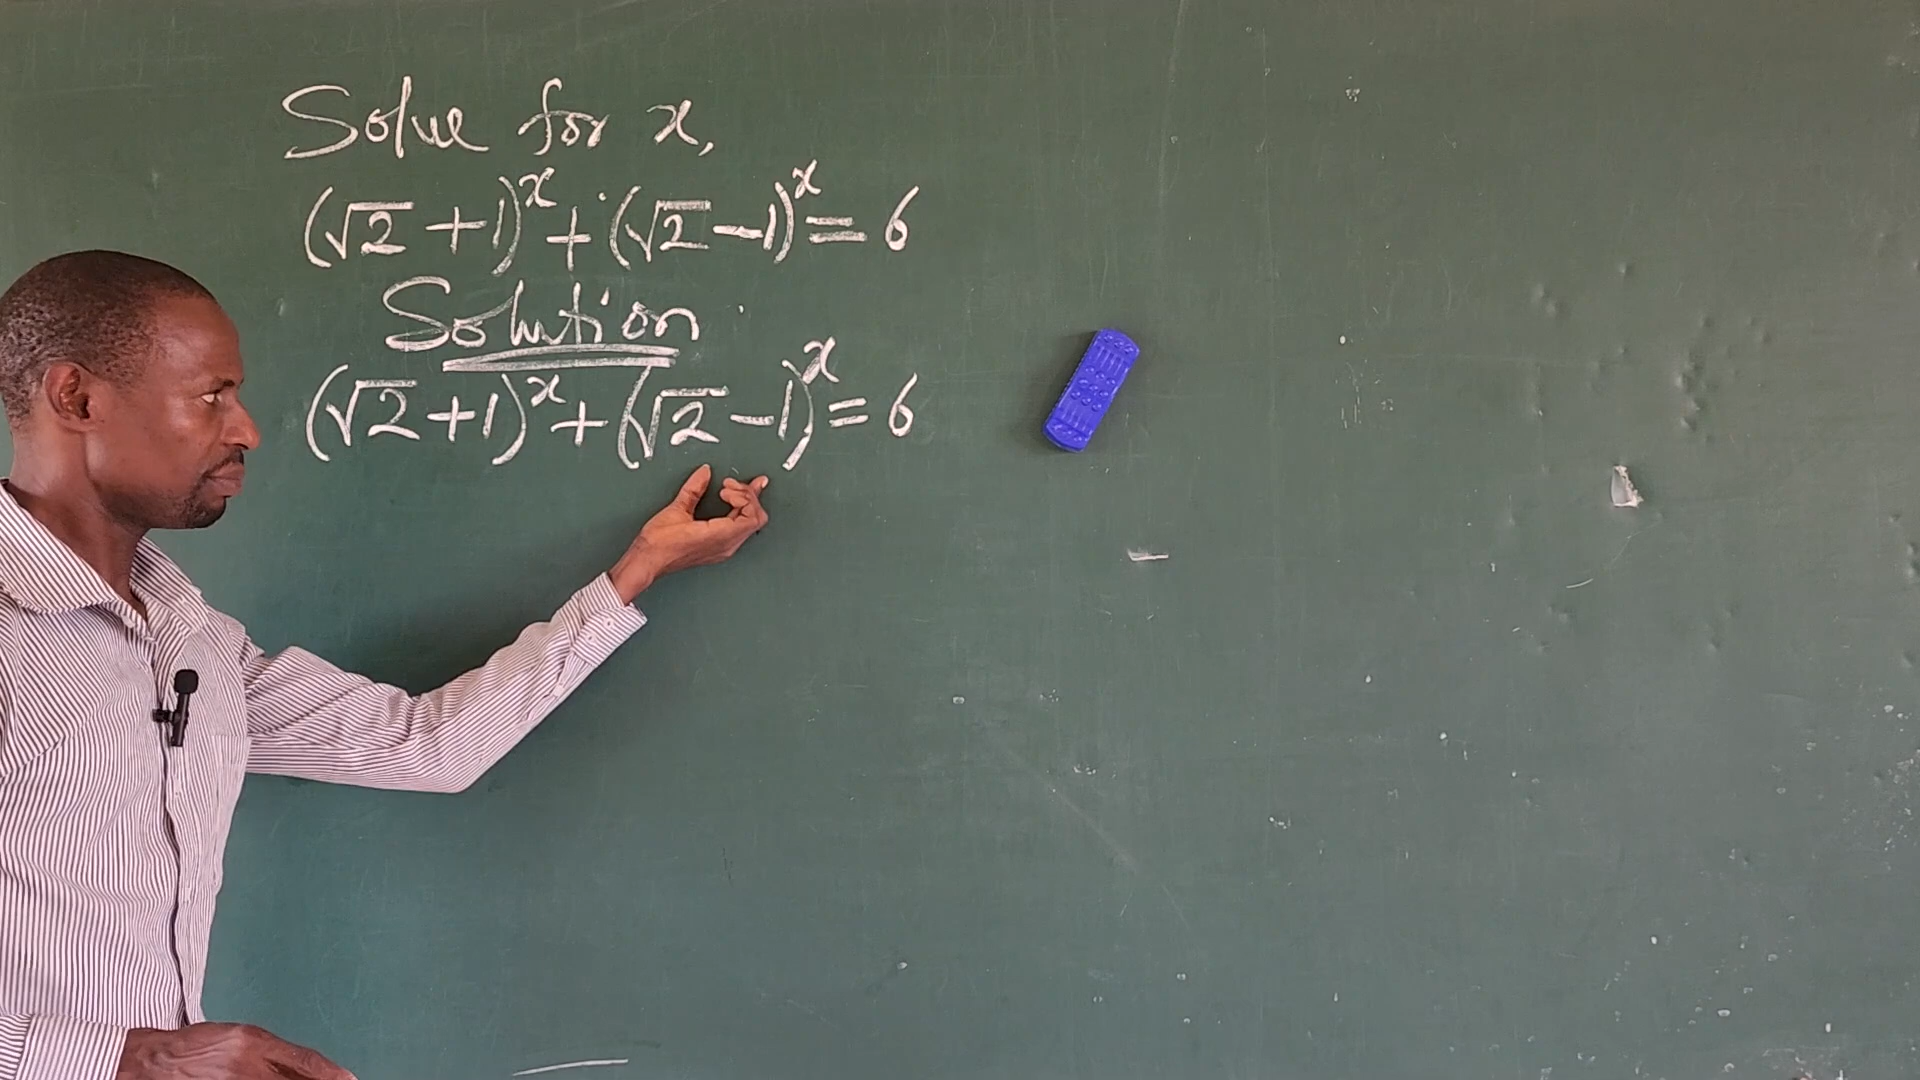 Solve for x,
(√2 +1)^x + (√2 -1)^x = 6
Solution
(√2 +1)^x + (√2 -1)^x = 6